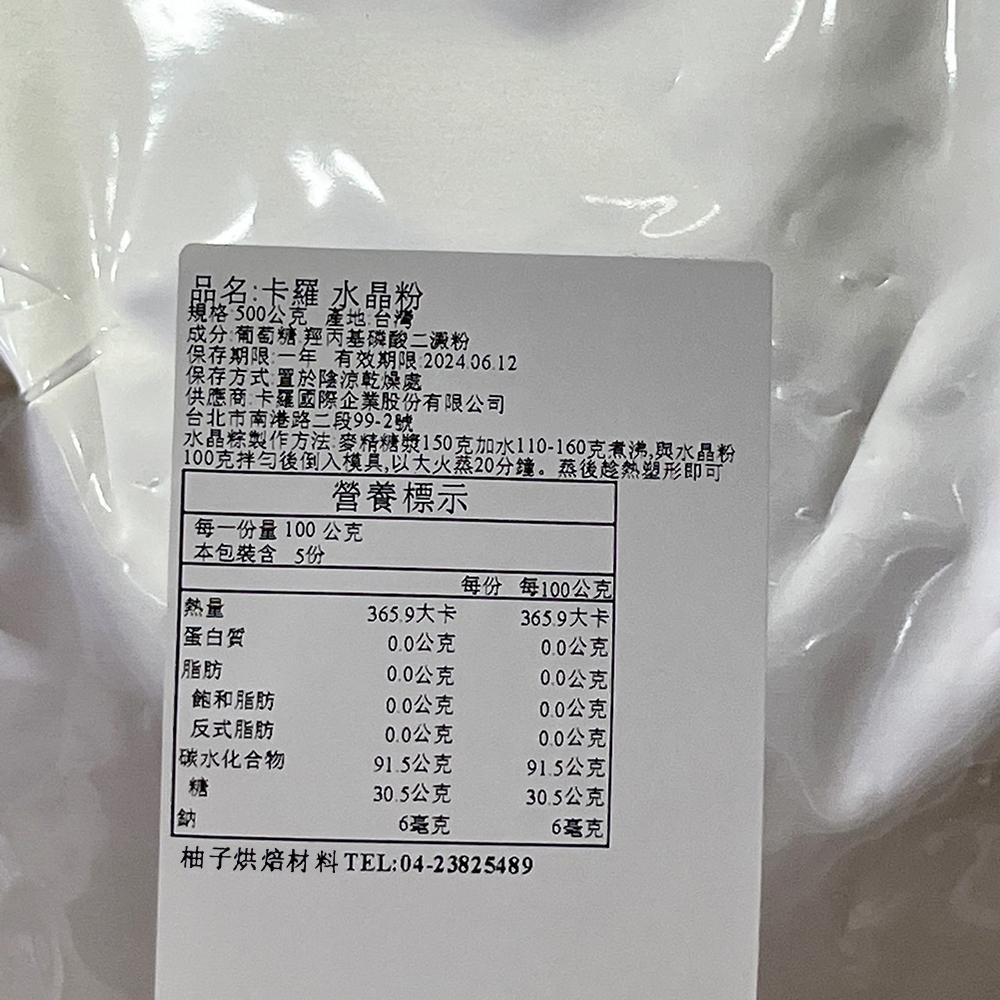 品名:卡羅 水晶粉
規格 500公克 產地:台灣
成分:葡萄糖.羥丙基磷酸二澱粉
保存期限:一年 有效期限:2024.06.12
保存方式:置於陰涼乾燥處
供應商:卡羅國際企業股份有限公司
台北市南港路二段99-2號
水晶粽製作方法:麥精糖漿150克加水110-160克煮沸,與水晶粉
100克拌勻後倒入模具,以大火蒸20分鐘。蒸後趁熱塑形即可
營養標示
每一份量 100 公克
本包裝含 5份
每份 每100公克
熱量 365.9大卡 365.9大卡
蛋白質 0.0公克 0.0公克
脂肪 0.0公克 0.0公克
飽和脂肪 0.0公克 0.0公克
反式脂肪 0.0公克 0.0公克
碳水化合物 91.5公克 91.5公克
糖 30.5公克 30.5公克
鈉 6毫克 6毫克
柚子烘焙材料TEL:04-23825489